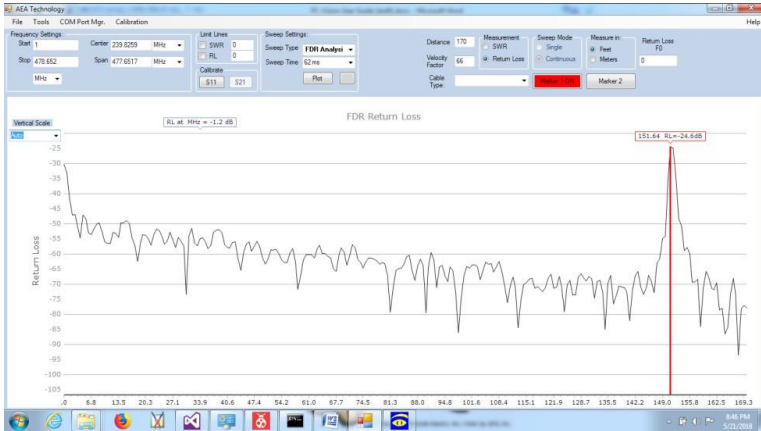 AEA Technology
File Tools COM Port Mgr. Calibration Help
Frequency Settings
Start 1 Center 239.8259 MHz
Stop 478.652 Span 477.6517 MHz
MHz
Limit Lines
SWR 0
RL 0
Calibrate
S11 S21
Sweep Settings
Sweep Type FDR Analysi
Sweep Time 62 ms
Plot
Distance 170
Velocity Factor 66
Cable Type:
Measurement
SWR
Return Loss
Sweep Mode
Single
Continuous
Measure in:
Feet
Meters
Return Loss
F0
0
Marker 2
FDR Return Loss
Vertical Scale
Auto
RL at MHz = -1.2 dB
151.64 RL=-24.6dB
Return Loss
-25
-30
-35
-40
-45
-50
-55
-60
-65
-70
-75
-80
-85
-90
-95
-100
-105
.0 6.8 13.5 20.3 27.1 33.9 40.6 47.4 54.2 61.0 67.7 74.5 81.3 88.0 94.8 101.6 108.4 115.1 121.9 128.7 135.5 142.2 149.0 155.8 162.5 169.3
8:46 PM
5/21/2018